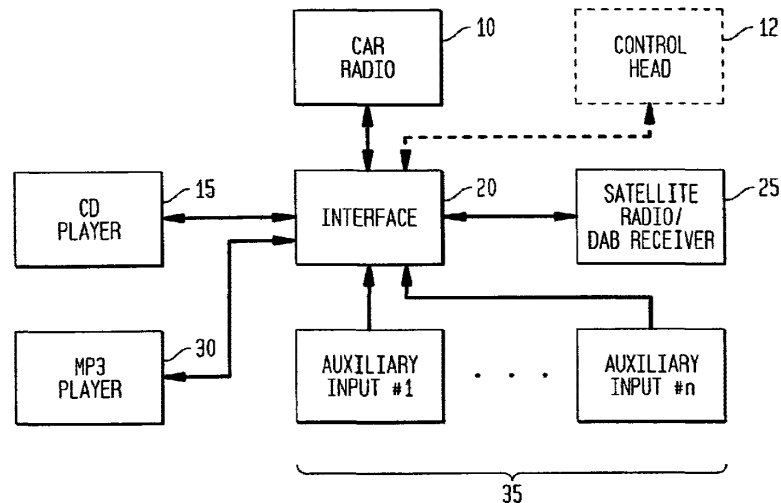 CAR
RADIO
10
CONTROL
HEAD
12
CD
PLAYER
15
INTERFACE
20
SATELLITE
RADIO/
DAB RECEIVER
25
MP3
PLAYER
30
AUXILIARY
INPUT #1
. . .
AUXILIARY
INPUT #n
35